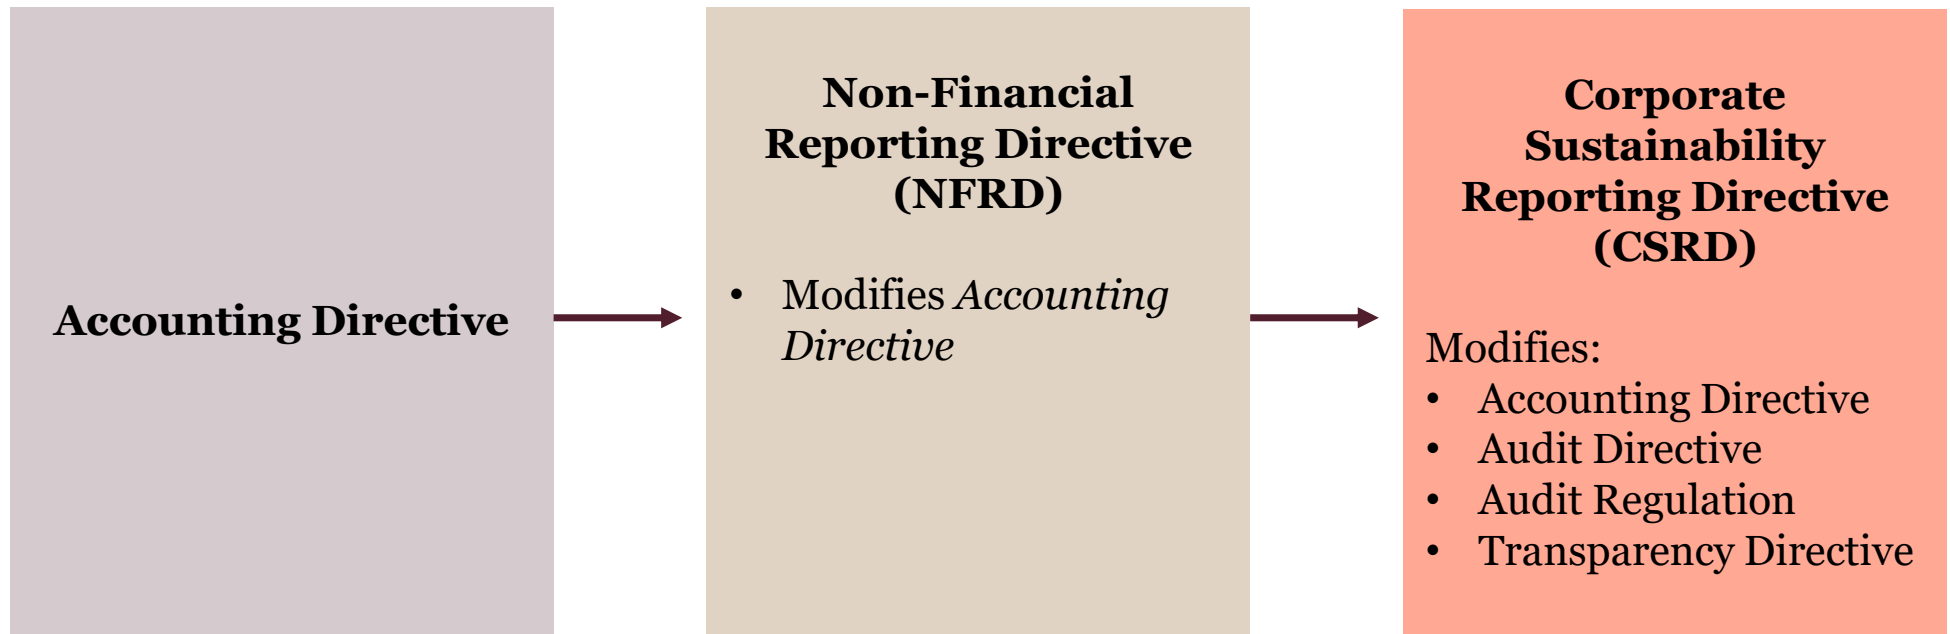 Accounting Directive
Non-Financial
Reporting Directive
(NFRD)
• Modifies Accounting
Directive
Corporate
Sustainability
Reporting Directive
(CSRD)
Modifies:
• Accounting Directive
• Audit Directive
• Audit Regulation
• Transparency Directive